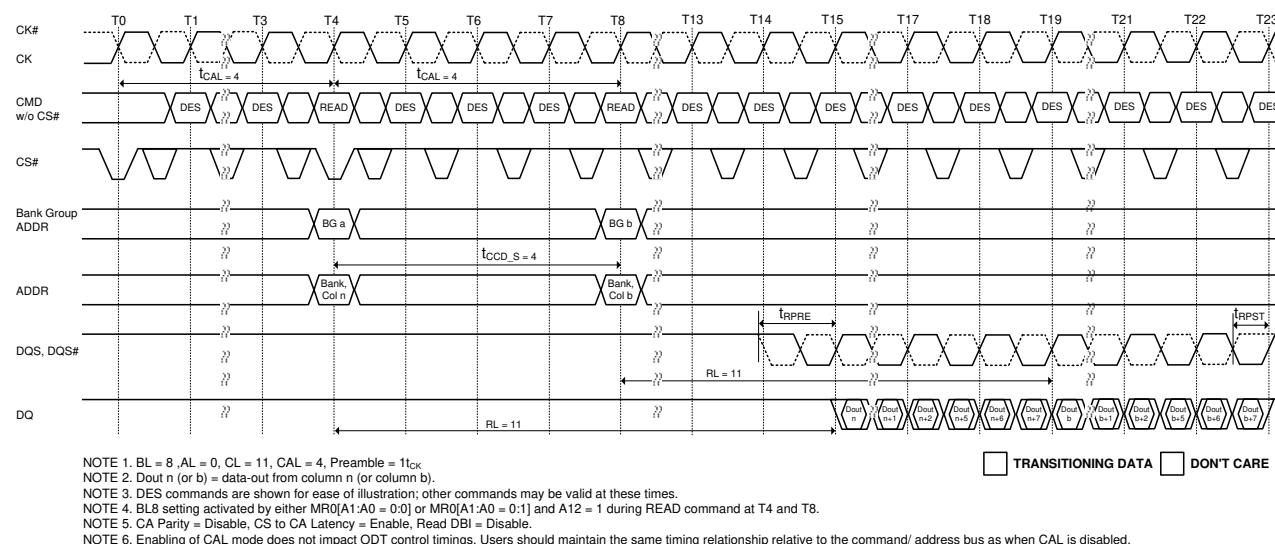 T0 T1 T3 T4 T5 T6 T7 T8 T13 T14 T15 T17 T18 T19 T21 T22 T23
CK#
CK
tCAL = 4 tCAL = 4
CMD
w/o CS#
DES DES READ DES DES DES READ DES DES DES DES DES DES DES DES DES
CS#
Bank Group
ADDR
BG a BG b
tCCD_S = 4
ADDR
Bank,
Col n
Bank,
Col b
tRPRE tRPST
DQS, DQS#
RL = 11
DQ
Dout
n
Dout
n+1
Dout
n+2
Dout
n+5
Dout
n+6
Dout
n+7
Dout
b
Dout
b+1
Dout
b+2
Dout
b+5
Dout
b+6
Dout
b+7
RL = 11
NOTE 1. BL = 8 ,AL = 0, CL = 11, CAL = 4, Preamble = 1tCK
NOTE 2. Dout n (or b) = data-out from column n (or column b).
NOTE 3. DES commands are shown for ease of illustration; other commands may be valid at these times.
NOTE 4. BL8 setting activated by either MR0[A1:A0 = 0:0] or MR0[A1:A0 = 0:1] and A12 = 1 during READ command at T4 and T8.
NOTE 5. CA Parity = Disable, CS to CA Latency = Enable, Read DBI = Disable.
NOTE 6. Enabling of CAL mode does not impact ODT control timings. Users should maintain the same timing relationship relative to the command/ address bus as when CAL is disabled.
TRANSITIONING DATA DON'T CARE